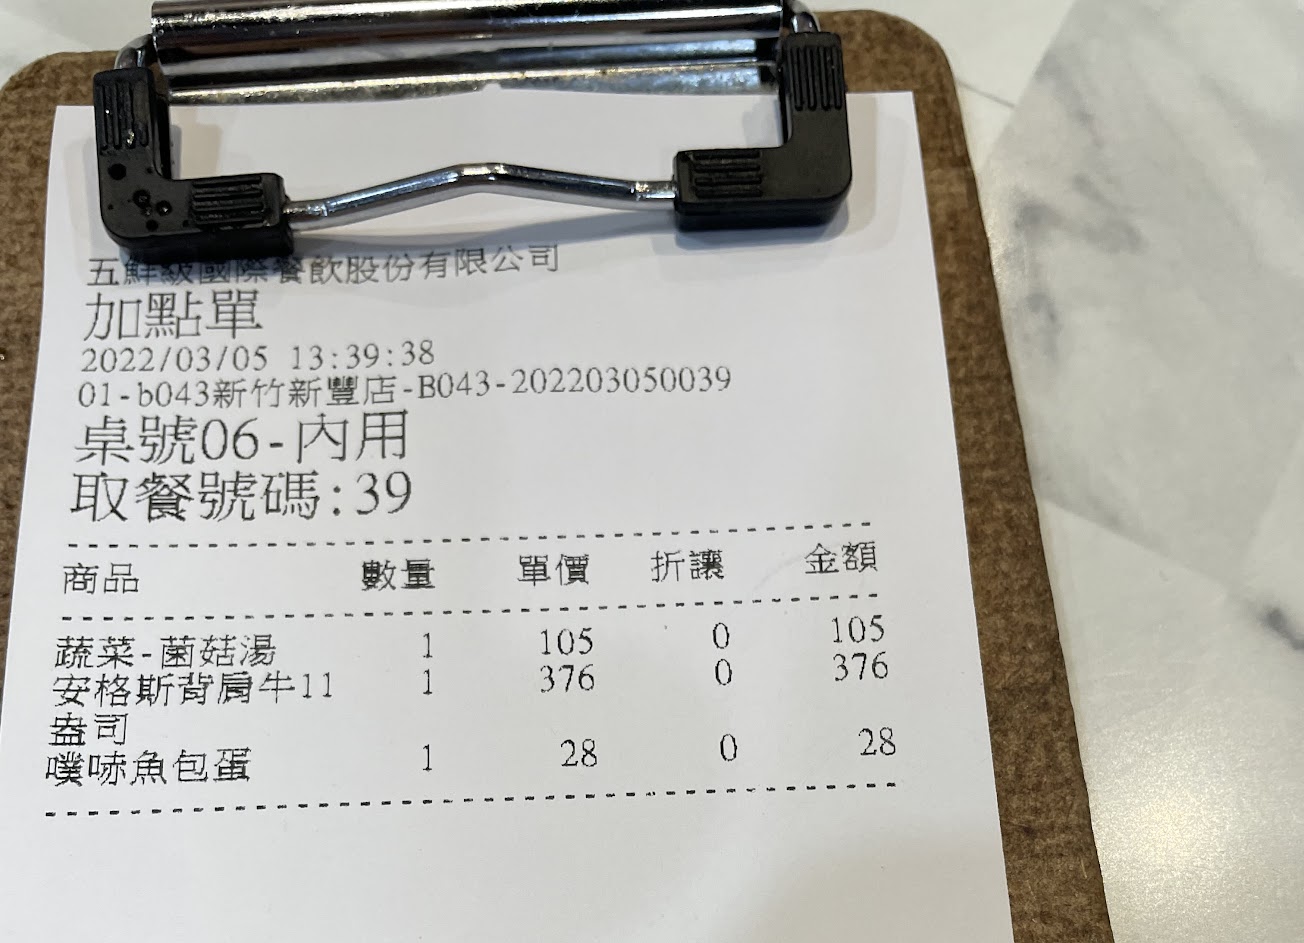 五鮮級國際餐飲股份有限公司
加點單
2022/03/05 13:39:38
01-b043新竹新豐店-B043-202203050039
桌號06-內用
取餐號碼:39
商品 數量 單價 折讓 金額
蔬菜-菌菇湯 1 105 0 105
安格斯背肩牛11 1 376 0 376
盎司
噗哧魚包蛋 1 28 0 28